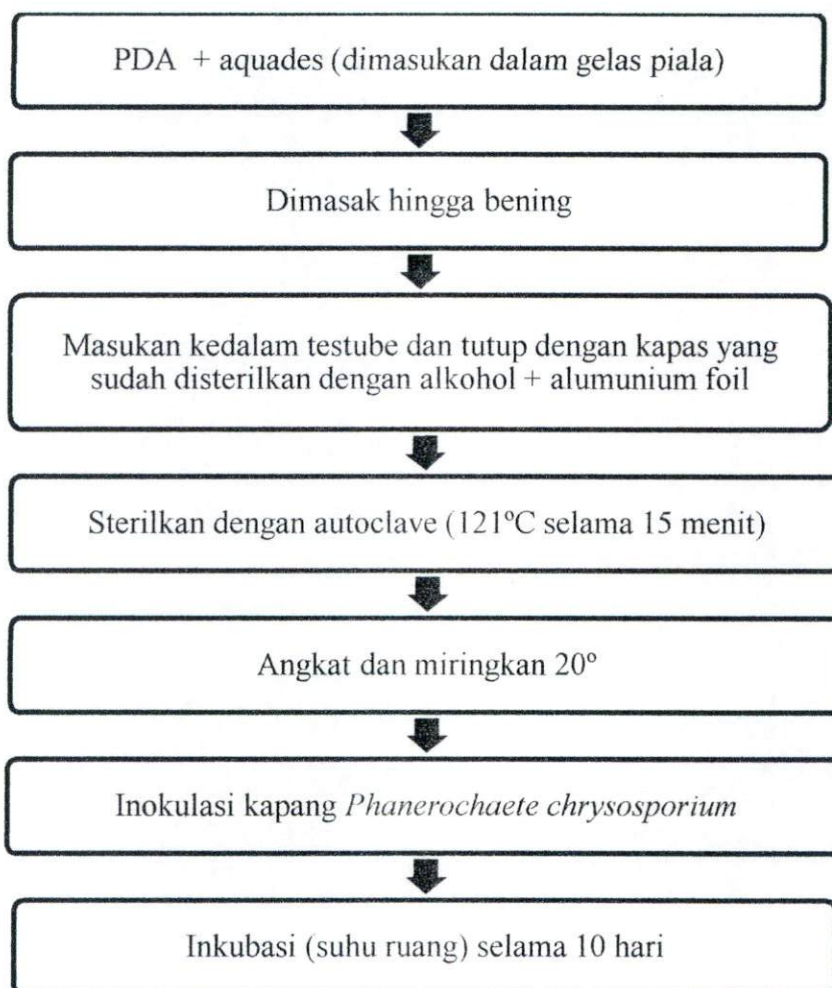 PDA + aquades (dimasukan dalam gelas piala)
Dimasak hingga bening
Masukan kedalam testube dan tutup dengan kapas yang
sudah disterilkan dengan alkohol + alumunium foil
Sterilkan dengan autoclave (121ºC selama 15 menit)
Angkat dan miringkan 20º
Inokulasi kapang Phanerochaete chrysosporium
Inkubasi (suhu ruang) selama 10 hari